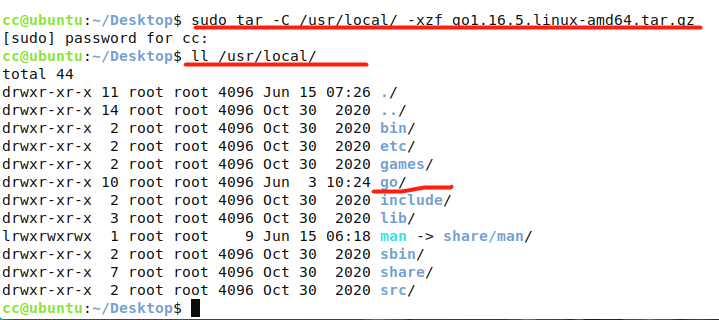 cc@ubuntu:~/Desktop$ sudo tar -C /usr/local/ -xzf go1.16.5.linux-amd64.tar.gz
[sudo] password for cc:
cc@ubuntu:~/Desktop$ ll /usr/local/
total 44
drwxr-xr-x 11 root root 4096 Jun 15 07:26 ./
drwxr-xr-x 14 root root 4096 Oct 30  2020 ../
drwxr-xr-x  2 root root 4096 Oct 30  2020 bin/
drwxr-xr-x  2 root root 4096 Oct 30  2020 etc/
drwxr-xr-x  2 root root 4096 Oct 30  2020 games/
drwxr-xr-x 10 root root 4096 Jun  3 10:24 go/
drwxr-xr-x  2 root root 4096 Oct 30  2020 include/
drwxr-xr-x  3 root root 4096 Oct 30  2020 lib/
lrwxrwxrwx  1 root root    9 Jun 15 06:18 man -> share/man/
drwxr-xr-x  2 root root 4096 Oct 30  2020 sbin/
drwxr-xr-x  7 root root 4096 Oct 30  2020 share/
drwxr-xr-x  2 root root 4096 Oct 30  2020 src/
cc@ubuntu:~/Desktop$